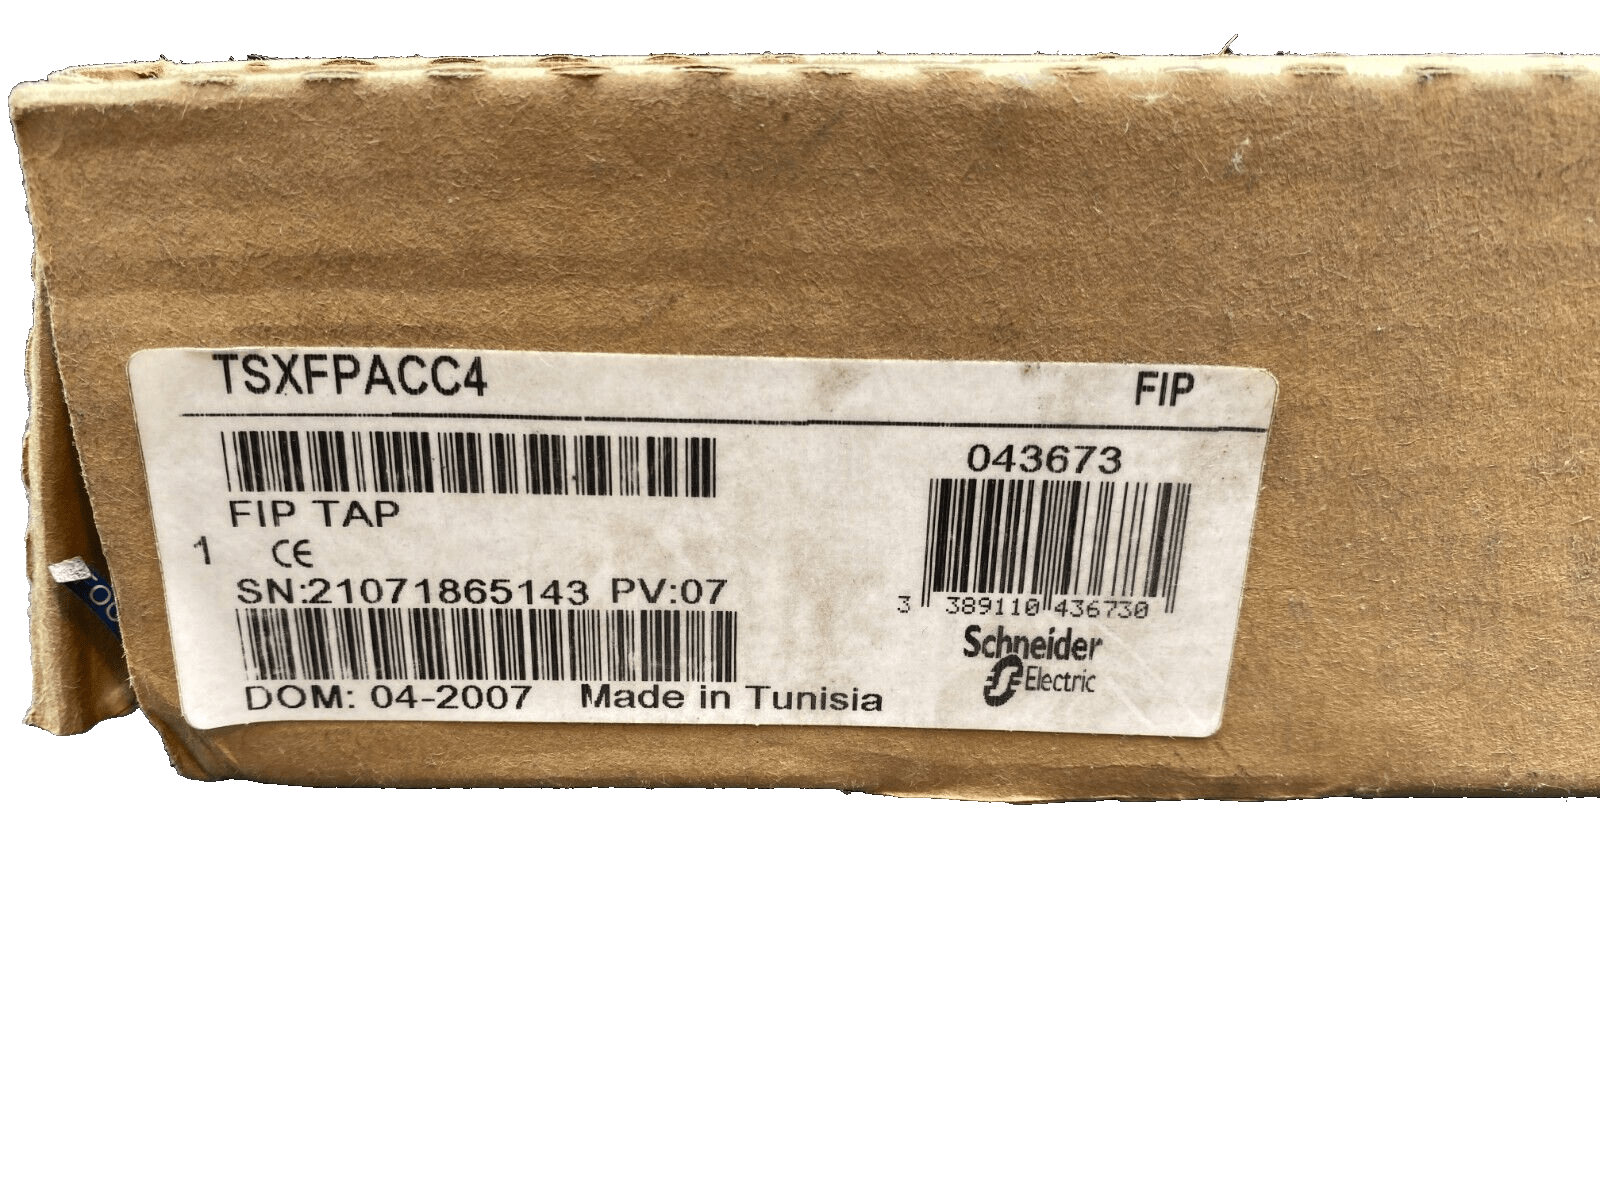 TSXFPACC4 FIP
043673
FIP TAP
1 CE
SN:21071865143 PV:07
3 389110 436730
Schneider
Electric
DOM: 04-2007 Made in Tunisia